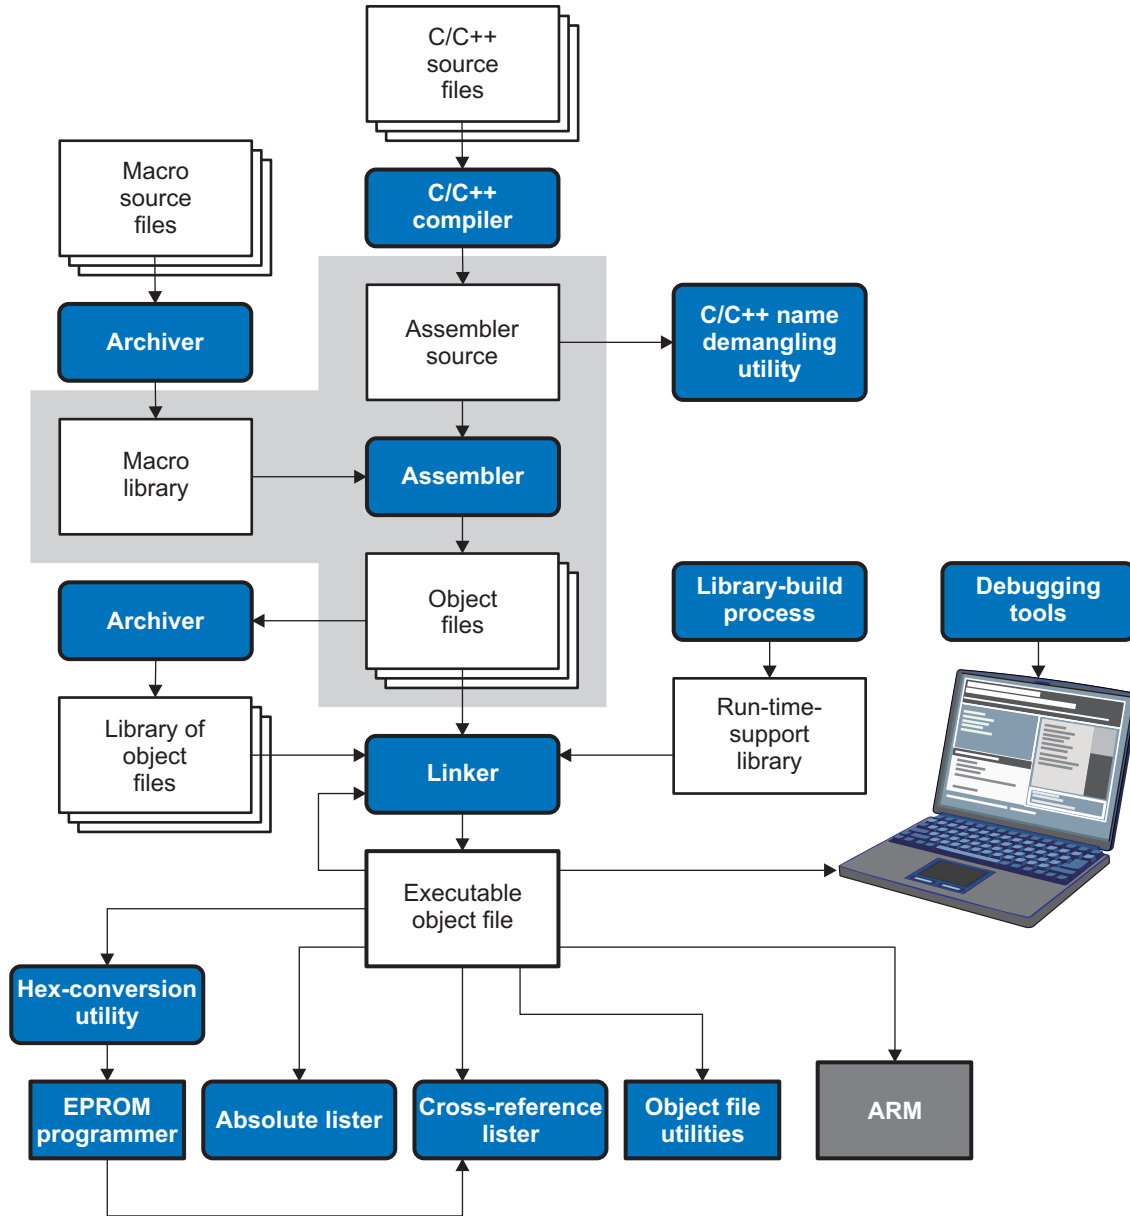 C/C++
source
files
Macro
source
files
C/C++
compiler
Archiver
Assembler
source
C/C++ name
demangling
utility
Macro
library
Assembler
Archiver
Object
files
Library-build
process
Debugging
tools
Library of
object
files
Linker
Run-time-
support
library
Executable
object file
Hex-conversion
utility
EPROM
programmer
Absolute lister
Cross-reference
lister
Object file
utilities
ARM